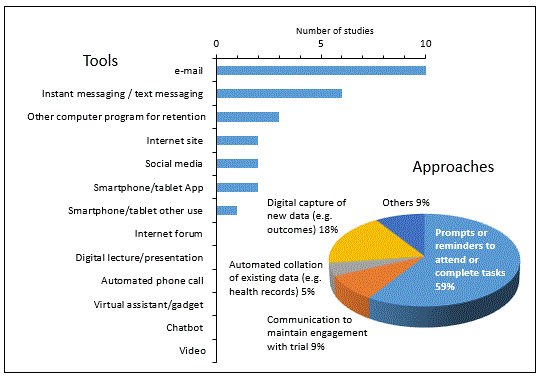 Number of studies
0 5 10
Tools
e-mail
Instant messaging / text messaging
Other computer program for retention
Internet site
Social media
Smartphone/tablet App
Smartphone/tablet other use
Internet forum
Digital lecture/presentation
Automated phone call
Virtual assistant/gadget
Chatbot
Video
Approaches
Digital capture of
new data (e.g.
outcomes) 18%
Others 9%
Prompts or
reminders to
attend or
complete tasks
59%
Automated collation
of existing data (e.g.
health records) 5%
Communication to
maintain engagement
with trial 9%